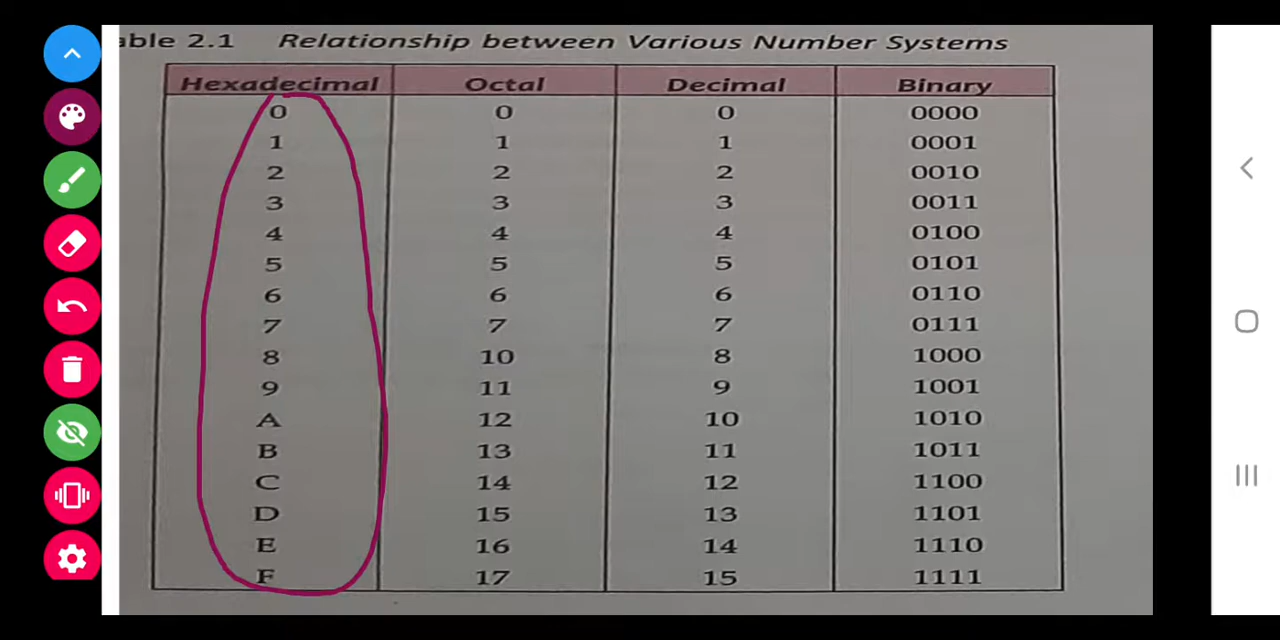 able 2.1 Relationship between Various Number Systems
Hexadecimal Octal Decimal Binary
0 0 0 0000
1 1 1 0001
2 2 2 0010
3 3 3 0011
4 4 4 0100
5 5 5 0101
6 6 6 0110
7 7 7 0111
8 10 8 1000
9 11 9 1001
A 12 10 1010
B 13 11 1011
C 14 12 1100
D 15 13 1101
E 16 14 1110
F 17 15 1111